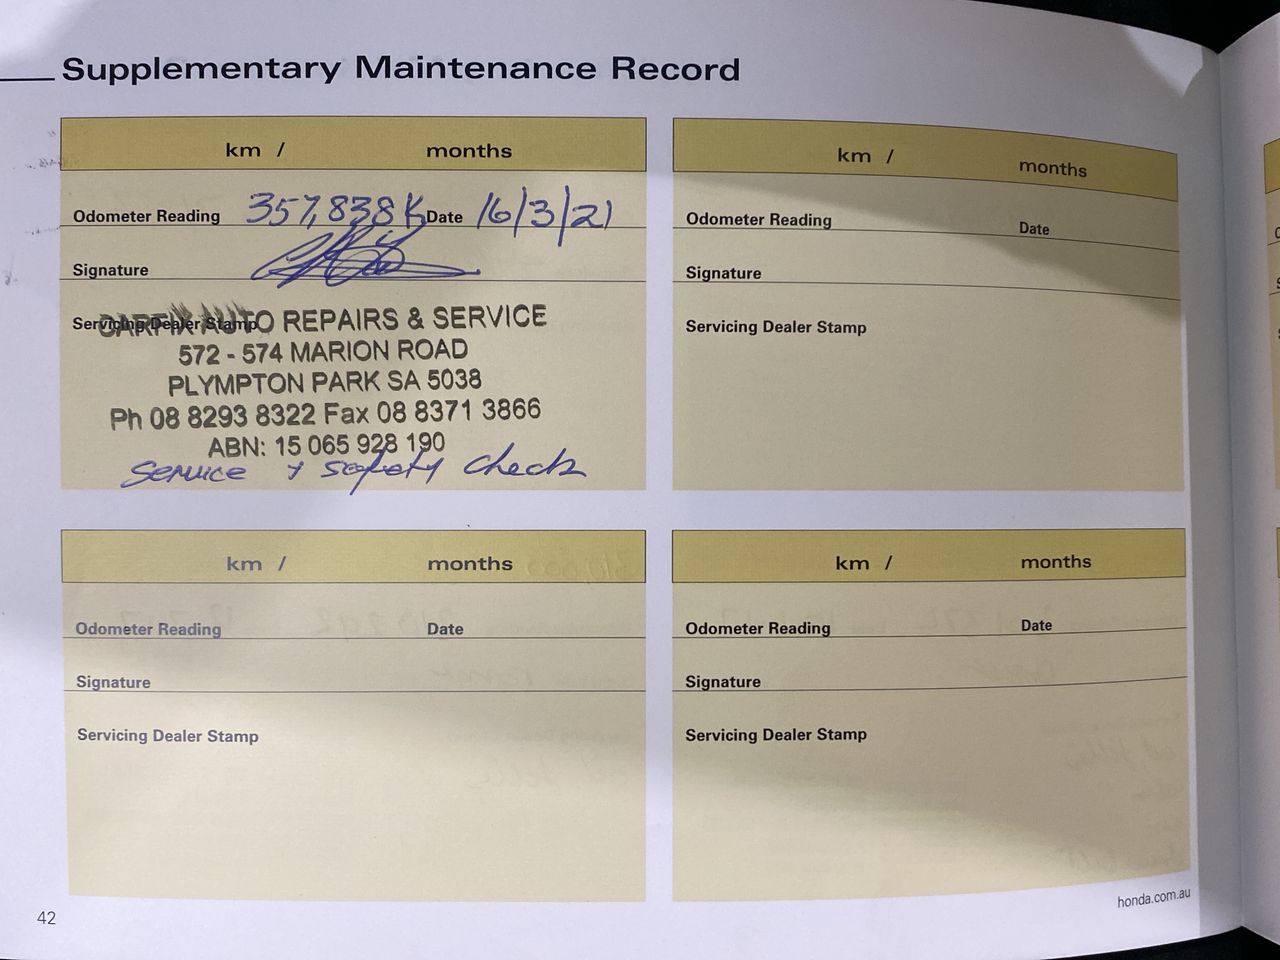 Supplementary Maintenance Record
km / months
Odometer Reading 357,838K Date 16/3/21
Signature
Servicing Dealer Stamp
CARFIX AUTO REPAIRS & SERVICE
572 - 574 MARION ROAD
PLYMPTON PARK SA 5038
Ph 08 8293 8322 Fax 08 8371 3866
ABN: 15 065 928 190
Service & safety check
km / months
Odometer Reading Date
Signature
Servicing Dealer Stamp
km / months
Odometer Reading Date
Signature
Servicing Dealer Stamp
km / months
Odometer Reading Date
Signature
Servicing Dealer Stamp
42
honda.com.au